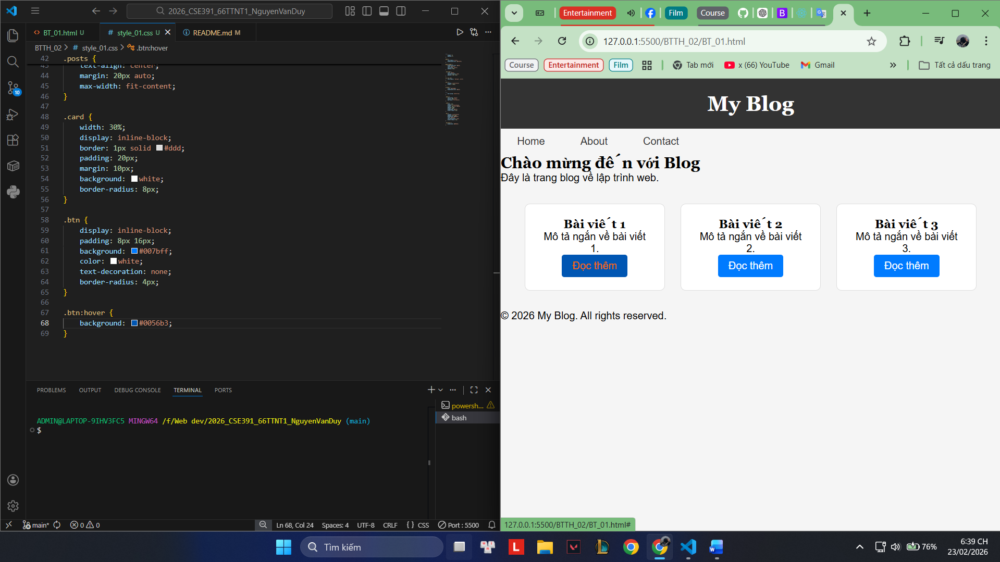 2026_CSE391_66TTNT1_NguyenVanDuy
BT_01.html U
# style_01.css U
README.md M
BTTH_02 > # style_01.css > .btn:hover
42 .posts {
43 text-align: center;
44 margin: 20px auto;
45 max-width: fit-content;
46 }
47
48 .card {
49 width: 30%;
50 display: inline-block;
51 border: 1px solid #ddd;
52 padding: 20px;
53 margin: 10px;
54 background: white;
55 border-radius: 8px;
56 }
57
58 .btn {
59 display: inline-block;
60 padding: 8px 16px;
61 background: #007bff;
62 color: white;
63 text-decoration: none;
64 border-radius: 4px;
65 }
66
67 .btn:hover {
68 background: #0056b3;
69 }
10
PROBLEMS OUTPUT DEBUG CONSOLE TERMINAL PORTS
powersh...
bash
ADMIN@LAPTOP-9IHV3FC5 MINGW64 /f/Web dev/2026_CSE391_66TTNT1_NguyenVanDuy (main)
$
main* 0 0 Ln 68, Col 24 Spaces: 4 UTF-8 CRLF {} CSS Port : 5500
Entertainment Film Course
127.0.0.1:5500/BTTH_02/BT_01.html
Course Entertainment Film Tab mới x (66) YouTube Gmail » Tất cả dấu trang
My Blog
Home About Contact
Chào mừng đến với Blog
Đây là trang blog về lập trình web.
Bài viết 1
Mô tả ngắn về bài viết
1.
Đọc thêm
Bài viết 2
Mô tả ngắn về bài viết
2.
Đọc thêm
Bài viết 3
Mô tả ngắn về bài viết
3.
Đọc thêm
© 2026 My Blog. All rights reserved.
127.0.0.1:5500/BTTH_02/BT_01.html#
Tìm kiếm
76%
6:39 CH
23/02/2026